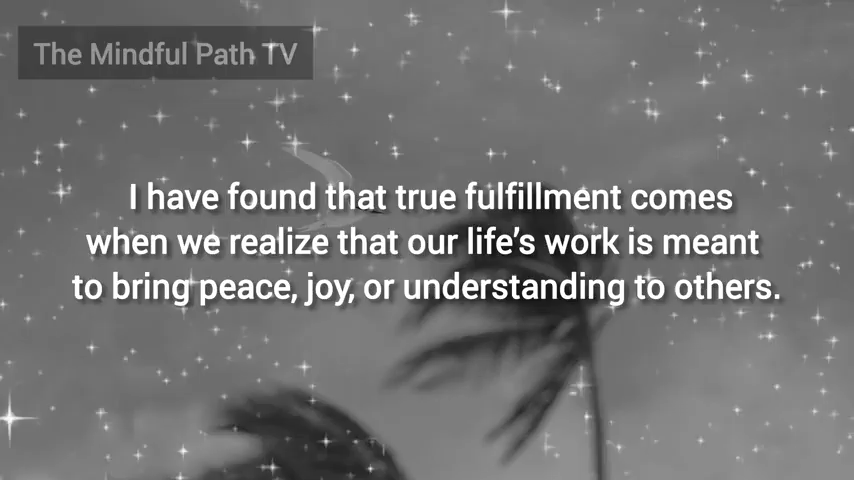 The Mindful Path TV
I have found that true fulfillment comes
when we realize that our life’s work is meant
to bring peace, joy, or understanding to others.